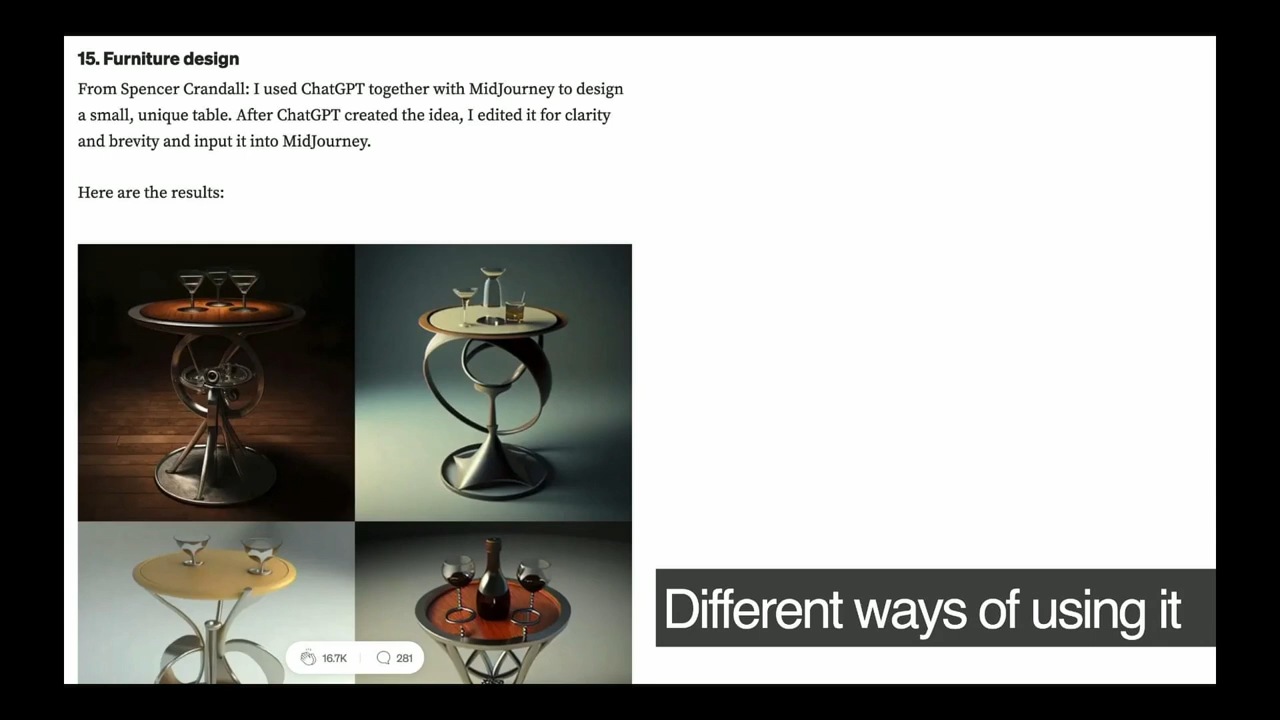 15. Furniture design
From Spencer Crandall: I used ChatGPT together with MidJourney to design
a small, unique table. After ChatGPT created the idea, I edited it for clarity
and brevity and input it into MidJourney.
Here are the results:
16.7K
281
Different ways of using it